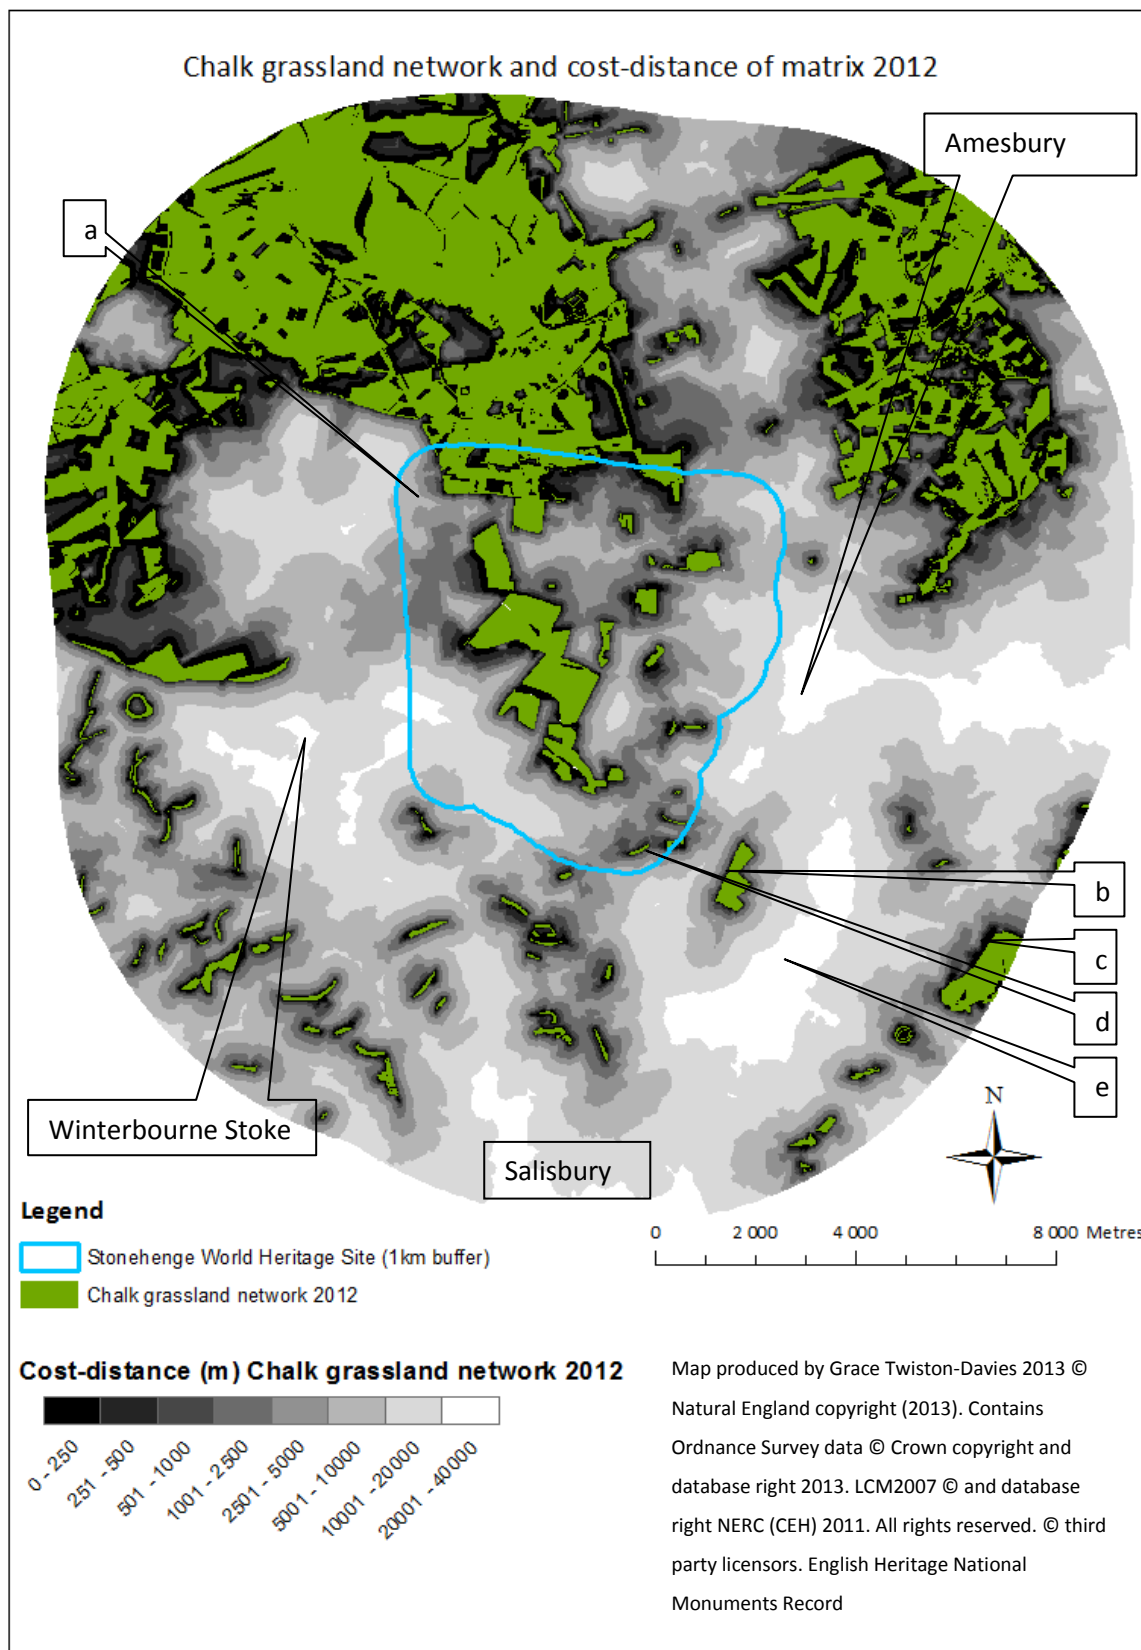 Chalk grassland network and cost-distance of matrix 2012
Amesbury
a
b
c
d
e
Winterbourne Stoke
Salisbury
N
Legend
Stonehenge World Heritage Site (1km buffer)
Chalk grassland network 2012
0 2 000 4 000 8 000 Metres
Cost-distance (m) Chalk grassland network 2012
0 - 250
251 - 500
501 - 1000
1001 - 2500
2501 - 5000
5001 - 10000
10001 - 20000
20001 - 40000
Map produced by Grace Twiston-Davies 2013 ©
Natural England copyright (2013). Contains
Ordnance Survey data © Crown copyright and
database right 2013. LCM2007 © and database
right NERC (CEH) 2011. All rights reserved. © third
party licensors. English Heritage National
Monuments Record